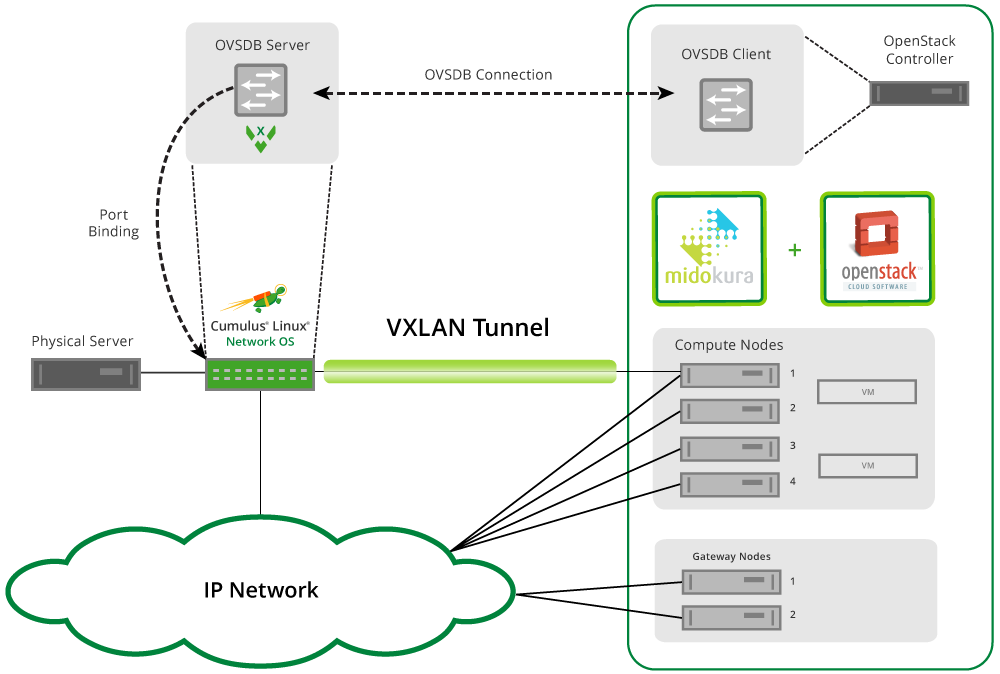 OVSDB Server
X
OVSDB Connection
OVSDB Client
OpenStack
Controller
Port
Binding
midokura
+
openstack™
CLOUD SOFTWARE
Cumulus® Linux®
Network OS
Physical Server
VXLAN Tunnel
Compute Nodes
1
VM
2
3
VM
4
IP Network
Gateway Nodes
1
2